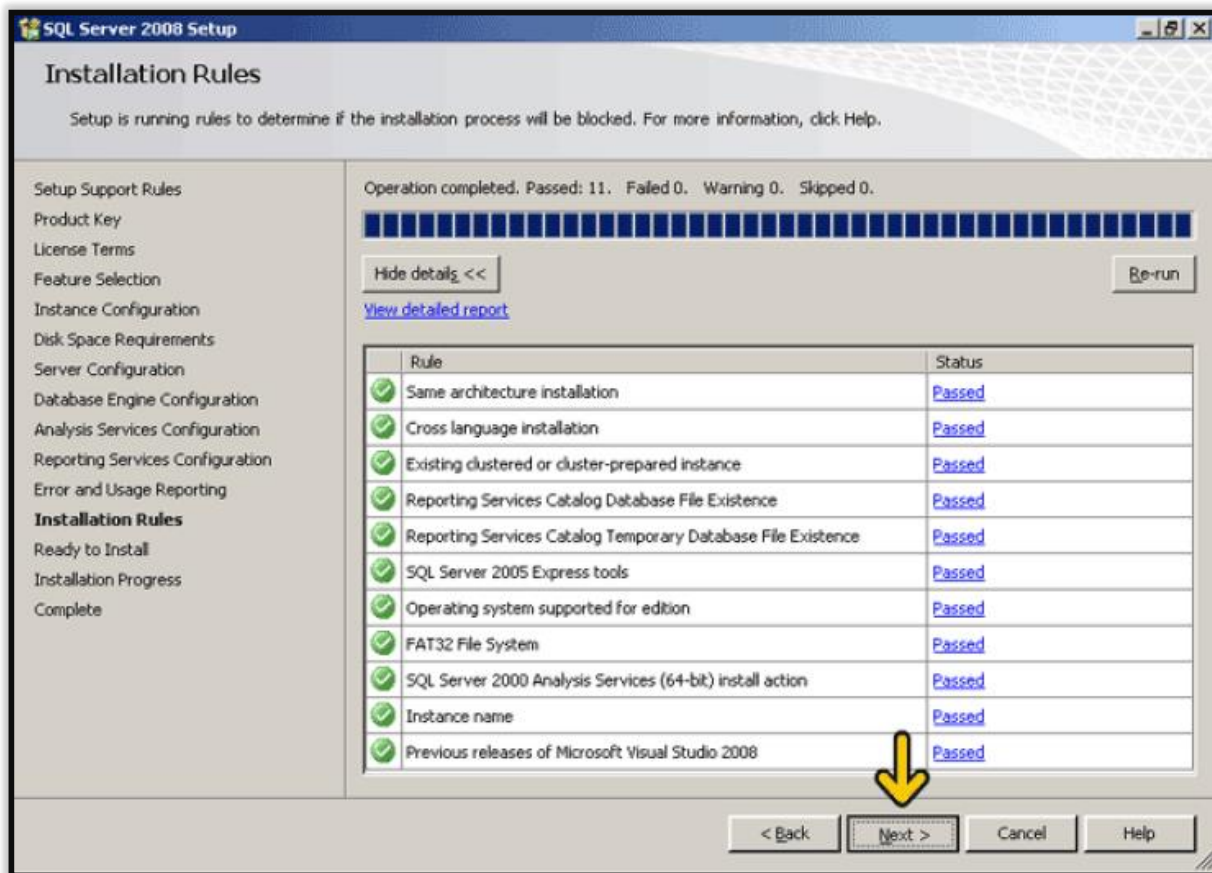 SQL Server 2008 Setup
Installation Rules
Setup is running rules to determine if the installation process will be blocked. For more information, click Help.
Setup Support Rules
Product Key
License Terms
Feature Selection
Instance Configuration
Disk Space Requirements
Server Configuration
Database Engine Configuration
Analysis Services Configuration
Reporting Services Configuration
Error and Usage Reporting
Installation Rules
Ready to Install
Installation Progress
Complete
Operation completed. Passed: 11. Failed 0. Warning 0. Skipped 0.
Hide details <<
Re-run
View detailed report
Rule Status
Same architecture installation Passed
Cross language installation Passed
Existing clustered or cluster-prepared instance Passed
Reporting Services Catalog Database File Existence Passed
Reporting Services Catalog Temporary Database File Existence Passed
SQL Server 2005 Express tools Passed
Operating system supported for edition Passed
FAT32 File System Passed
SQL Server 2000 Analysis Services (64-bit) install action Passed
Instance name Passed
Previous releases of Microsoft Visual Studio 2008 Passed
< Back Next > Cancel Help